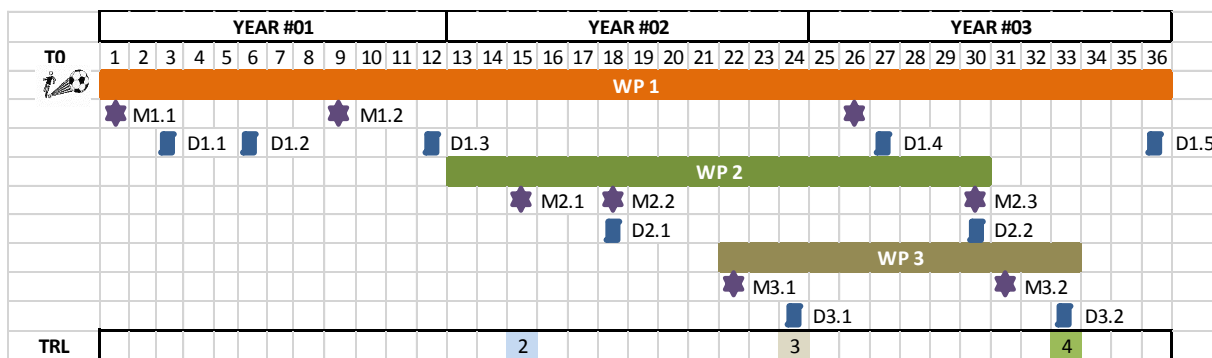 YEAR #01 YEAR #02 YEAR #03
T0 1 2 3 4 5 6 7 8 9 10 11 12 13 14 15 16 17 18 19 20 21 22 23 24 25 26 27 28 29 30 31 32 33 34 35 36
WP 1
M1.1 M1.2
D1.1 D1.2 D1.3 D1.4 D1.5
WP 2
M2.1 M2.2 M2.3
D2.1 D2.2
WP 3
M3.1 M3.2
D3.1 D3.2
TRL 2 3 4